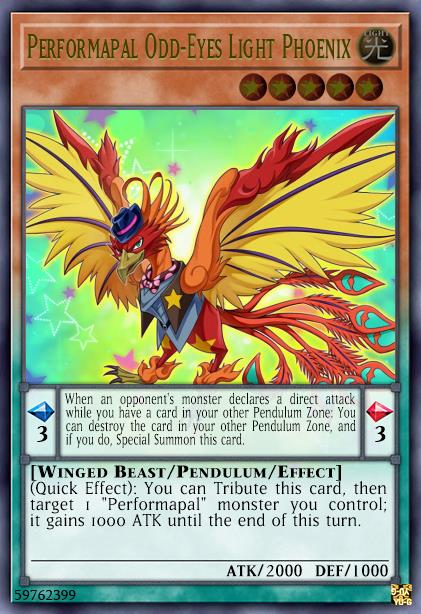 Performapal Odd-Eyes Light Phoenix
LIGHT
光
When an opponent's monster declares a direct attack
while you have a card in your other Pendulum Zone: You
can destroy the card in your other Pendulum Zone, and
if you do, Special Summon this card.
3
3
[Winged Beast/Pendulum/Effect]
(Quick Effect): You can Tribute this card, then
target 1 "Performapal" monster you control;
it gains 1000 ATK until the end of this turn.
ATK/2000 DEF/1000
59762399